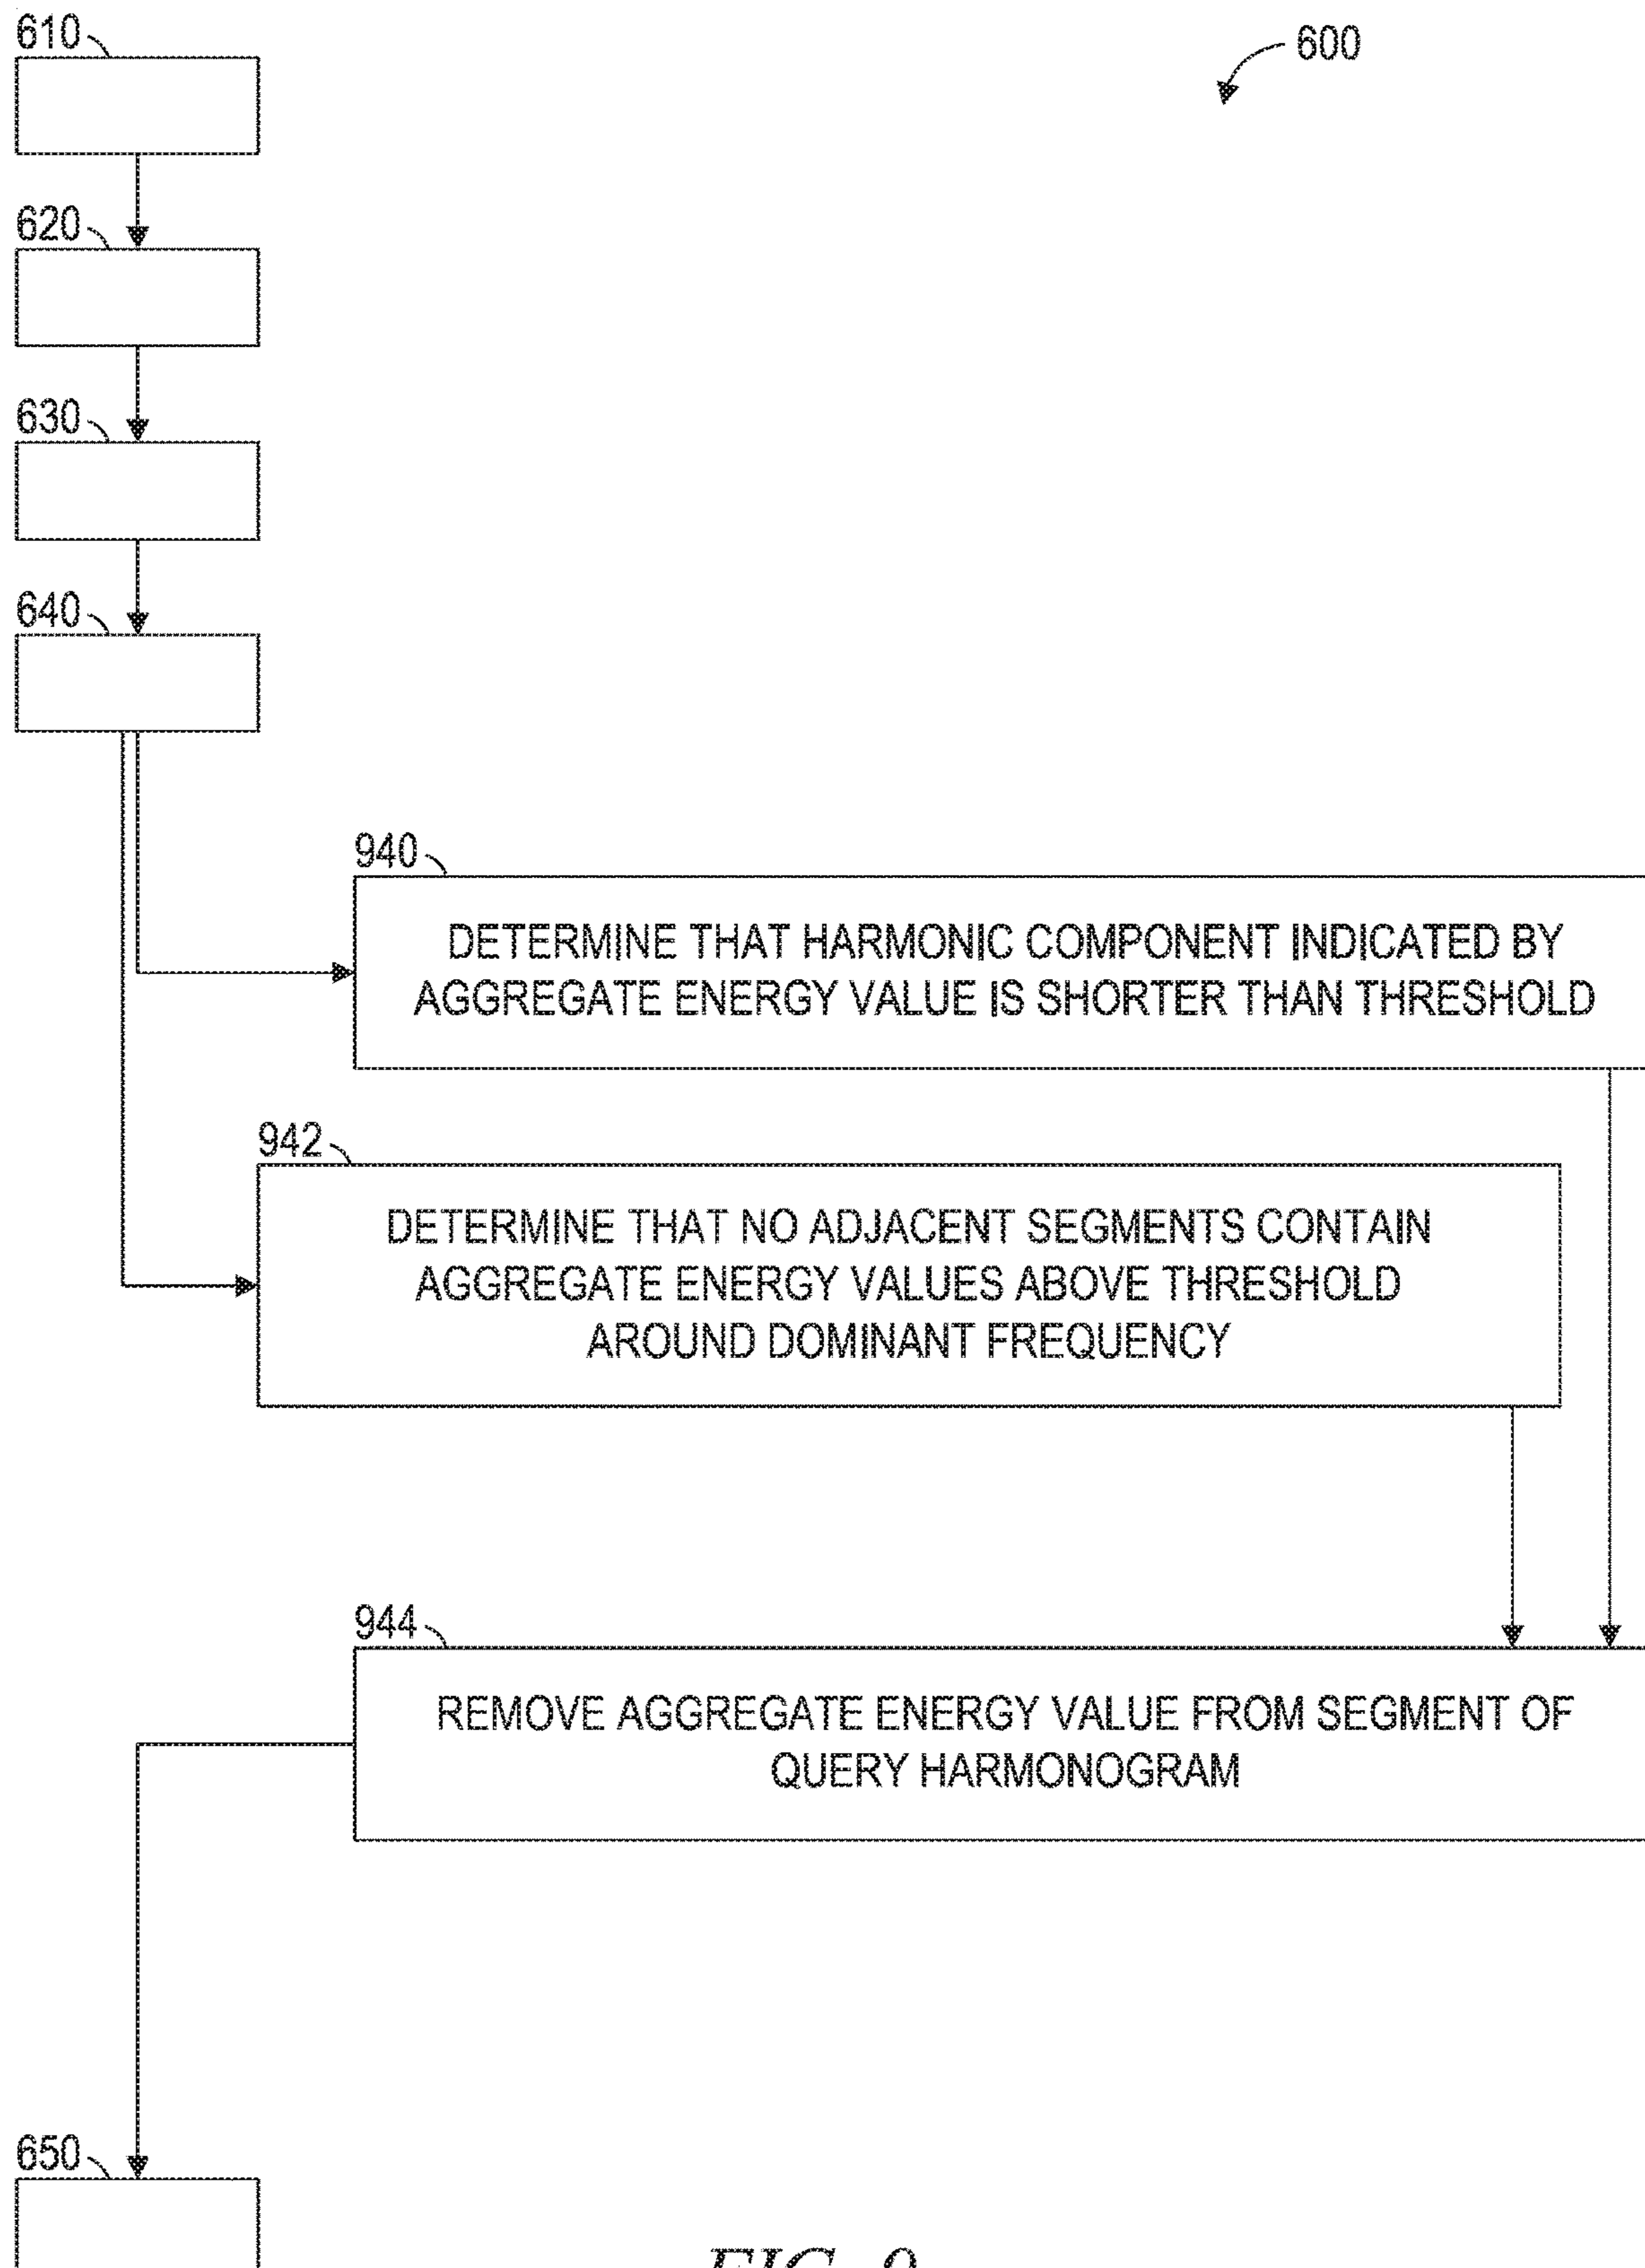 610
600
620
630
640
940
DETERMINE THAT HARMONIC COMPONENT INDICATED BY
AGGREGATE ENERGY VALUE IS SHORTER THAN THRESHOLD
942
DETERMINE THAT NO ADJACENT SEGMENTS CONTAIN
AGGREGATE ENERGY VALUES ABOVE THRESHOLD
AROUND DOMINANT FREQUENCY
944
REMOVE AGGREGATE ENERGY VALUE FROM SEGMENT OF
QUERY HARMONOGRAM
650
FIG. 9